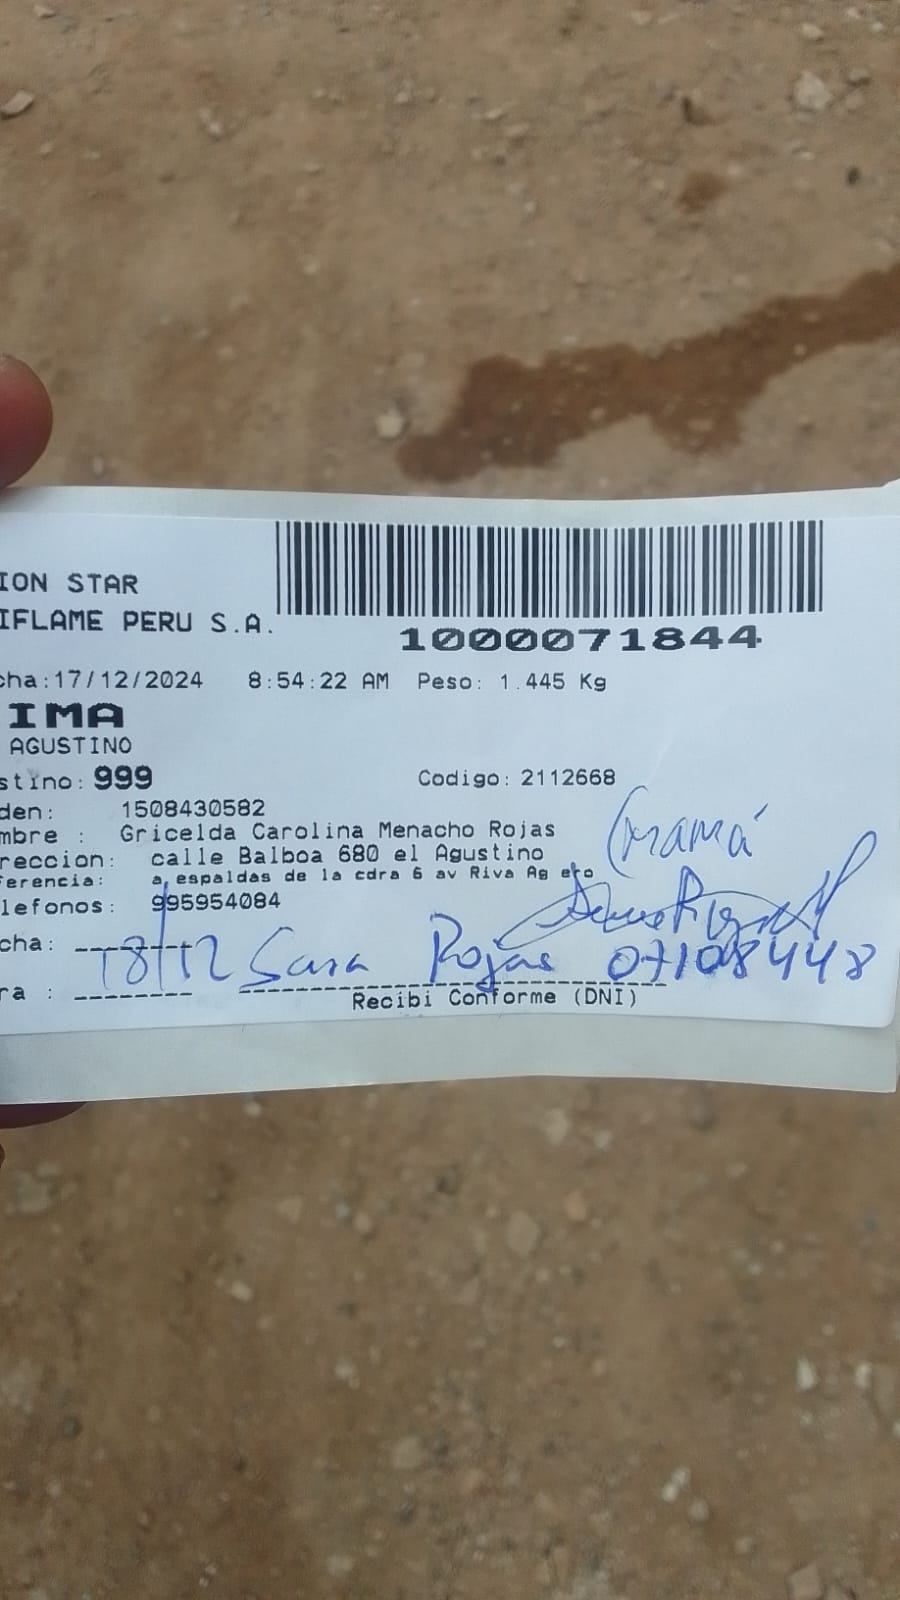 ION STAR
IFLAME PERU S.A.
1000071844
cha:17/12/2024 8:54:22 AM Peso: 1.445 Kg
IMA
AGUSTINO
stino: 999 Codigo: 2112668
den: 1508430582
mbre : Gricelda Carolina Menacho Rojas
(mamá
reccion: calle Balboa 680 el Agustino
erencia: a espaldas de la cdra 6 av Riva Ag ero
lefonos: 995954084
cha: 18/12 Sara Rojas 07108448
ra :
Recibi Conforme (DNI)